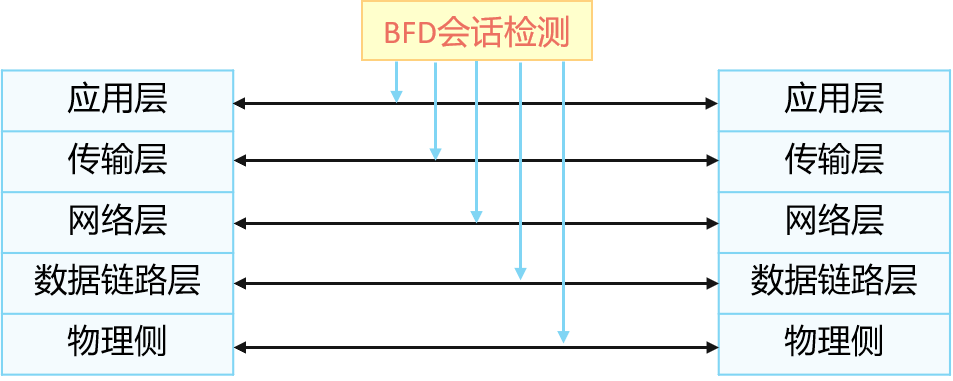 BFD会话检测
应用层 应用层
传输层 传输层
网络层 网络层
数据链路层 数据链路层
物理侧 物理侧